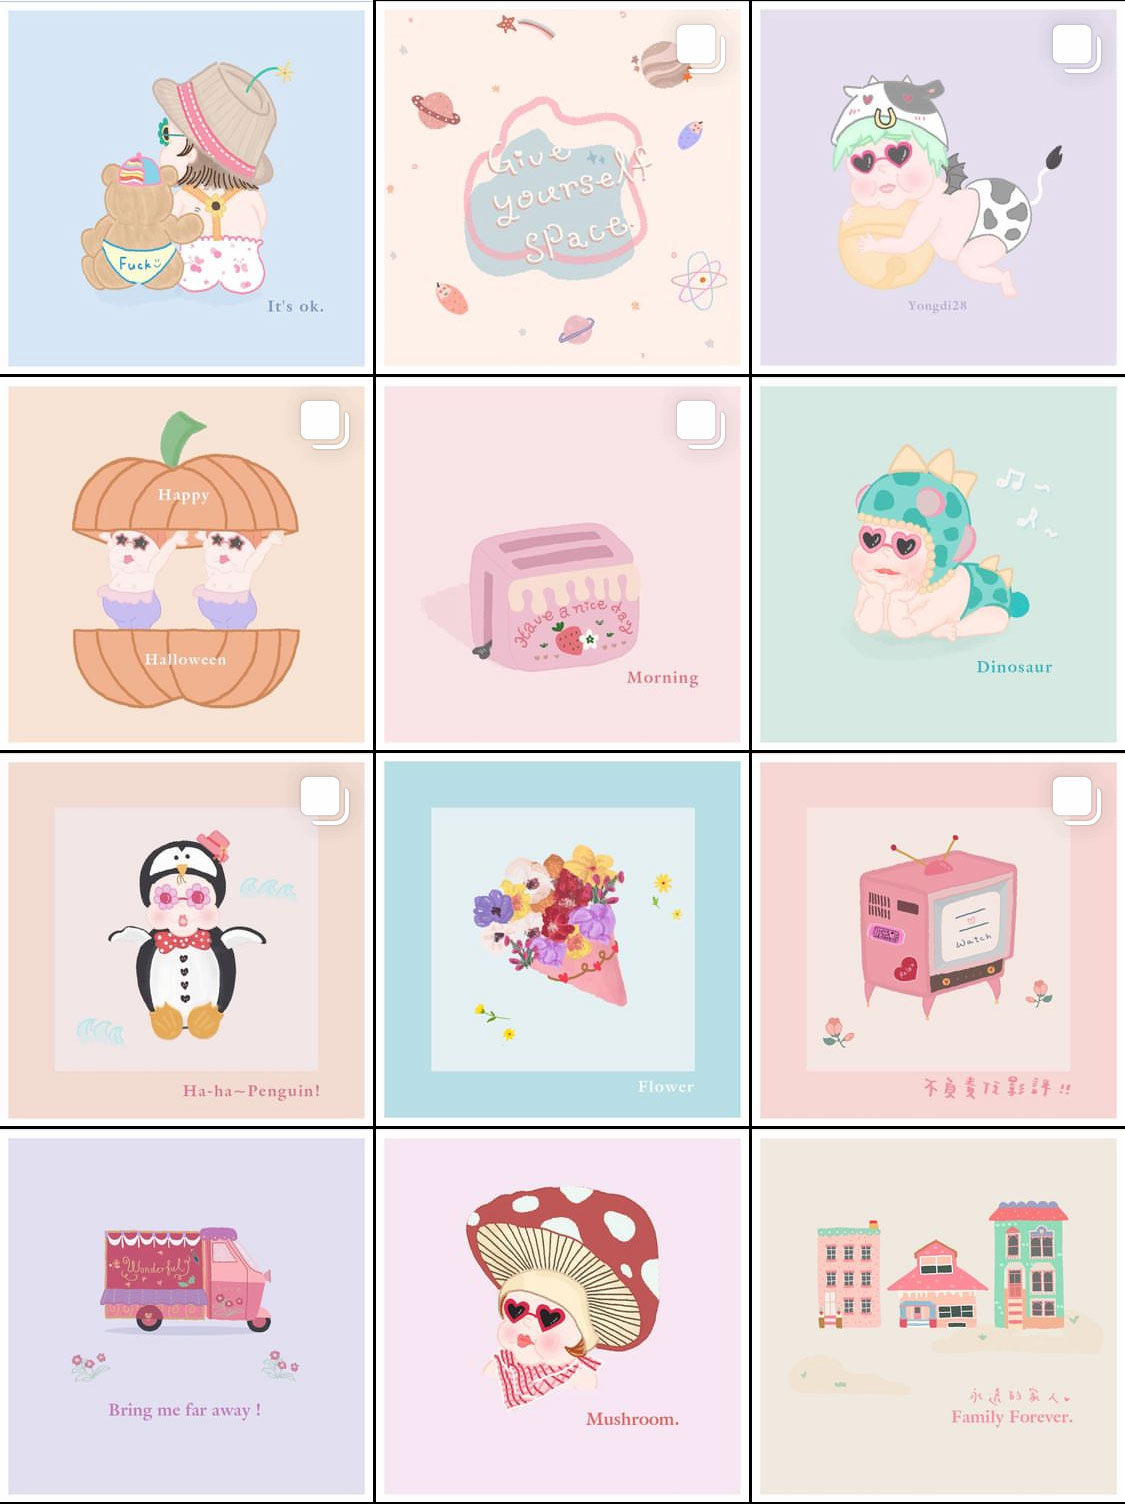 Fuck
It's ok.
Give
yourself
space.
Yongdi28
Happy
Halloween
Have a nice day
Morning
Dinosaur
Ha-ha~Penguin!
Flower
Watch
不負責任影評!!
Wonderful
Bring me far away !
Mushroom.
永遠的家人
Family Forever.